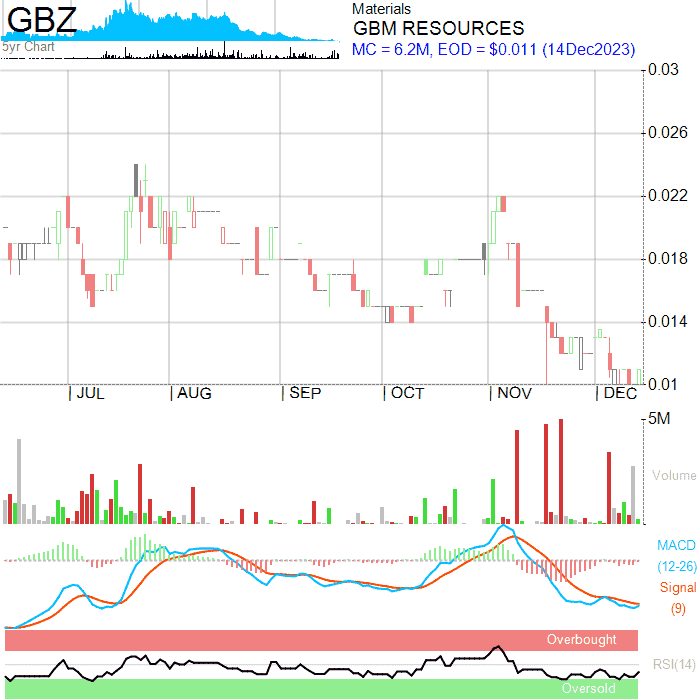 GBZ
5yr Chart
Materials
GBM RESOURCES
MC = 6.2M, EOD = $0.011 (14Dec2023)
0.03
0.026
0.022
0.018
0.014
0.01
JUL AUG SEP OCT NOV DEC
5M
Volume
MACD
(12-26)
Signal
(9)
Overbought
RSI(14)
Oversold